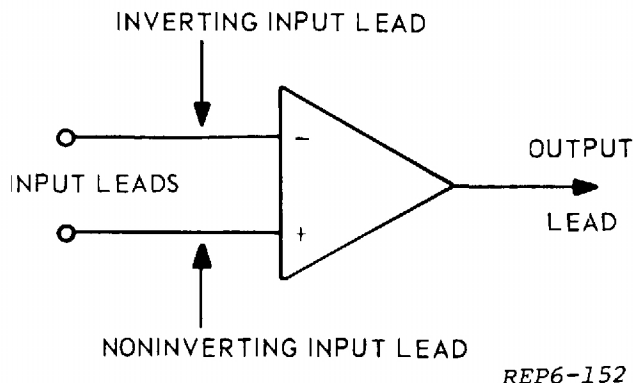 INVERTING INPUT LEAD
-
OUTPUT
INPUT LEADS
LEAD
+
NONINVERTING INPUT LEAD
REP6-152